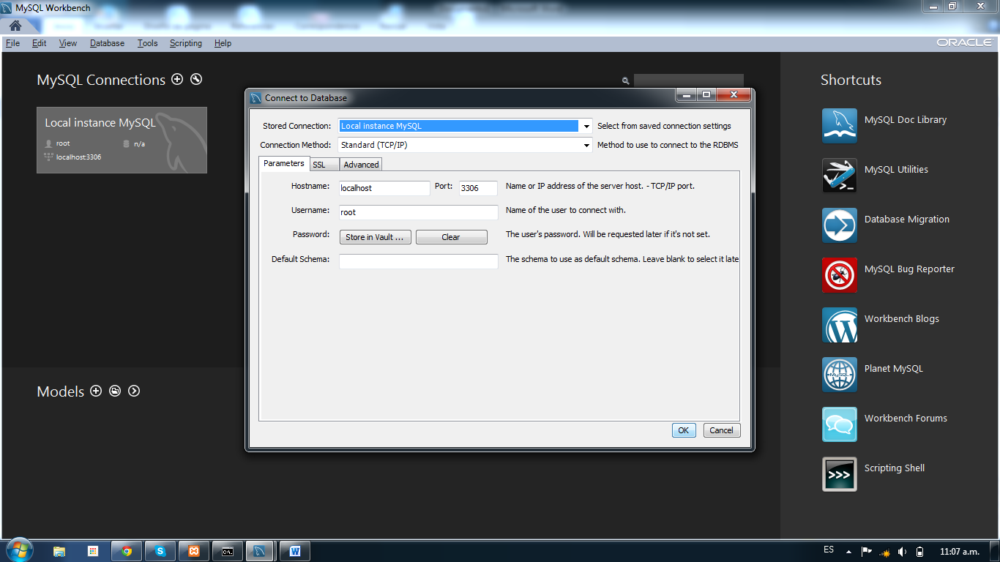 MySQL Workbench
File Edit View Database Tools Scripting Help
ORACLE
MySQL Connections
Local instance MySQL
root n/a
localhost:3306
Models
Connect to Database
Stored Connection: Local instance MySQL Select from saved connection settings
Connection Method: Standard (TCP/IP) Method to use to connect to the RDBMS
Parameters SSL Advanced
Hostname: localhost Port: 3306 Name or IP address of the server host. - TCP/IP port.
Username: root Name of the user to connect with.
Password: Store in Vault ... Clear The user's password. Will be requested later if it's not set.
Default Schema: The schema to use as default schema. Leave blank to select it late
OK Cancel
Shortcuts
MySQL Doc Library
MySQL Utilities
Database Migration
MySQL Bug Reporter
Workbench Blogs
MySQL
Planet MySQL
Workbench Forums
>>>
Scripting Shell
C:\.
ES 11:07 a.m.